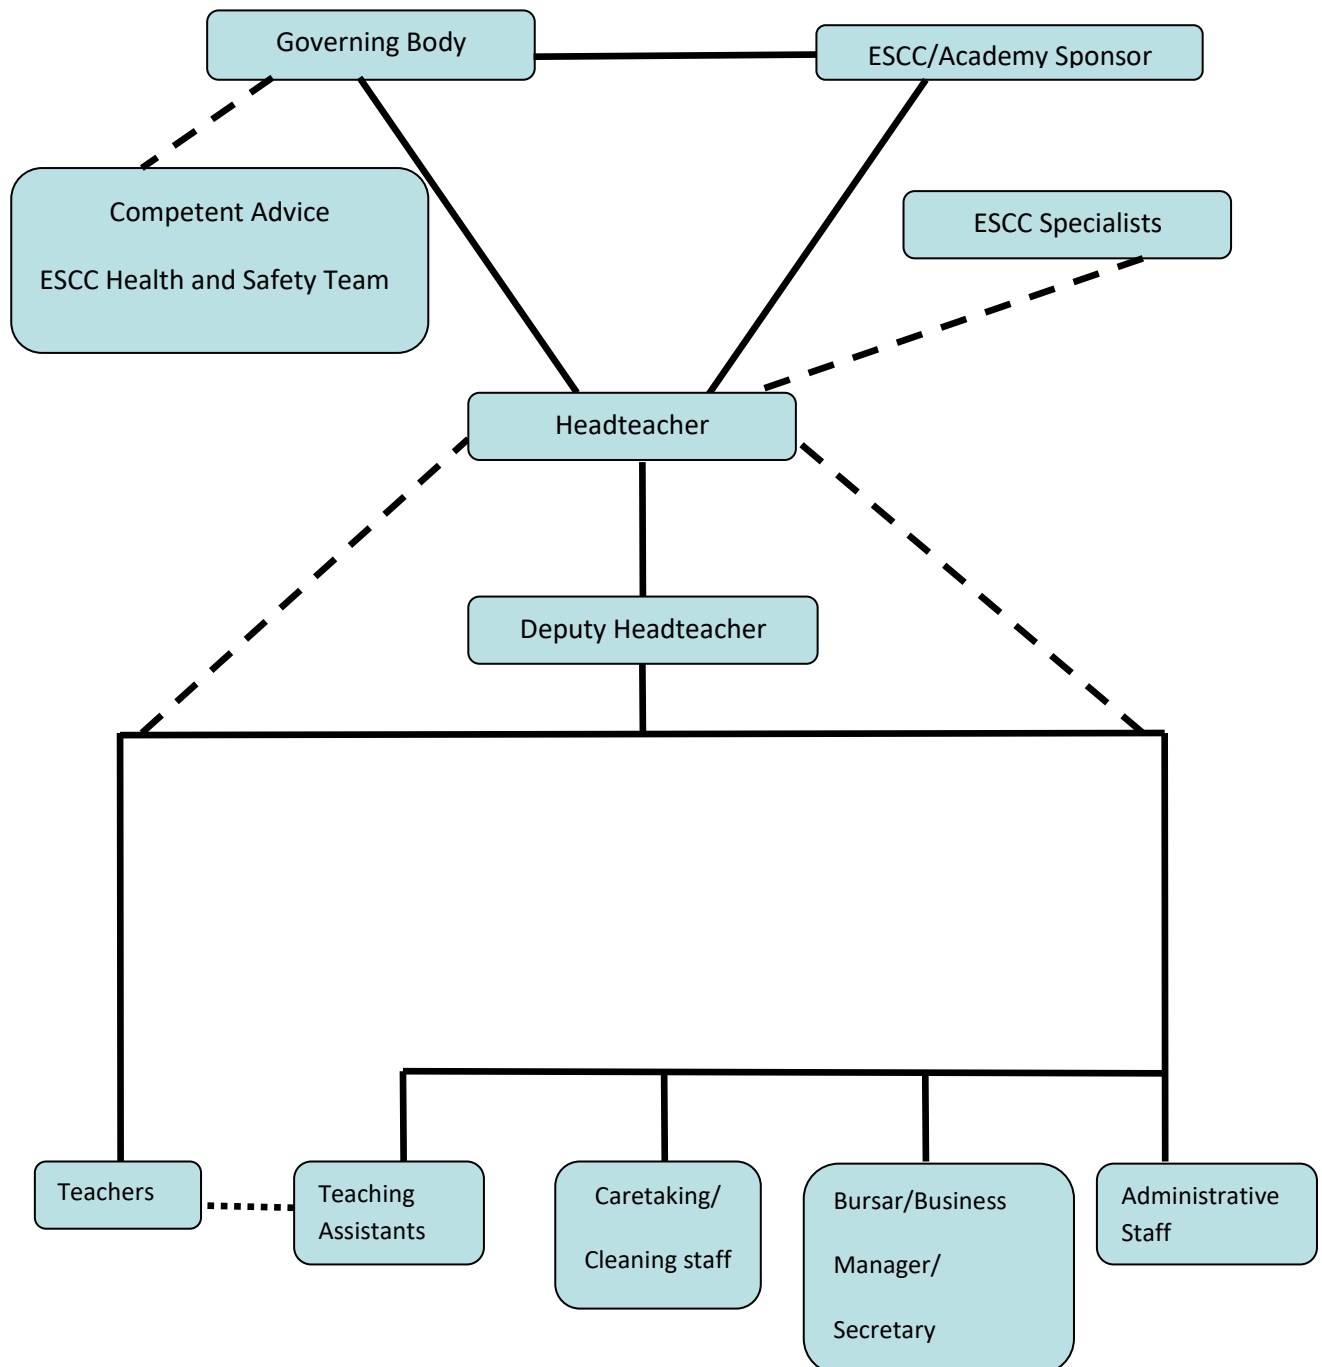 Governing Body
ESCC/Academy Sponsor
Competent Advice
ESCC Health and Safety Team
ESCC Specialists
Headteacher
Deputy Headteacher
Teachers
Teaching
Assistants
Caretaking/
Cleaning staff
Bursar/Business
Manager/
Secretary
Administrative
Staff